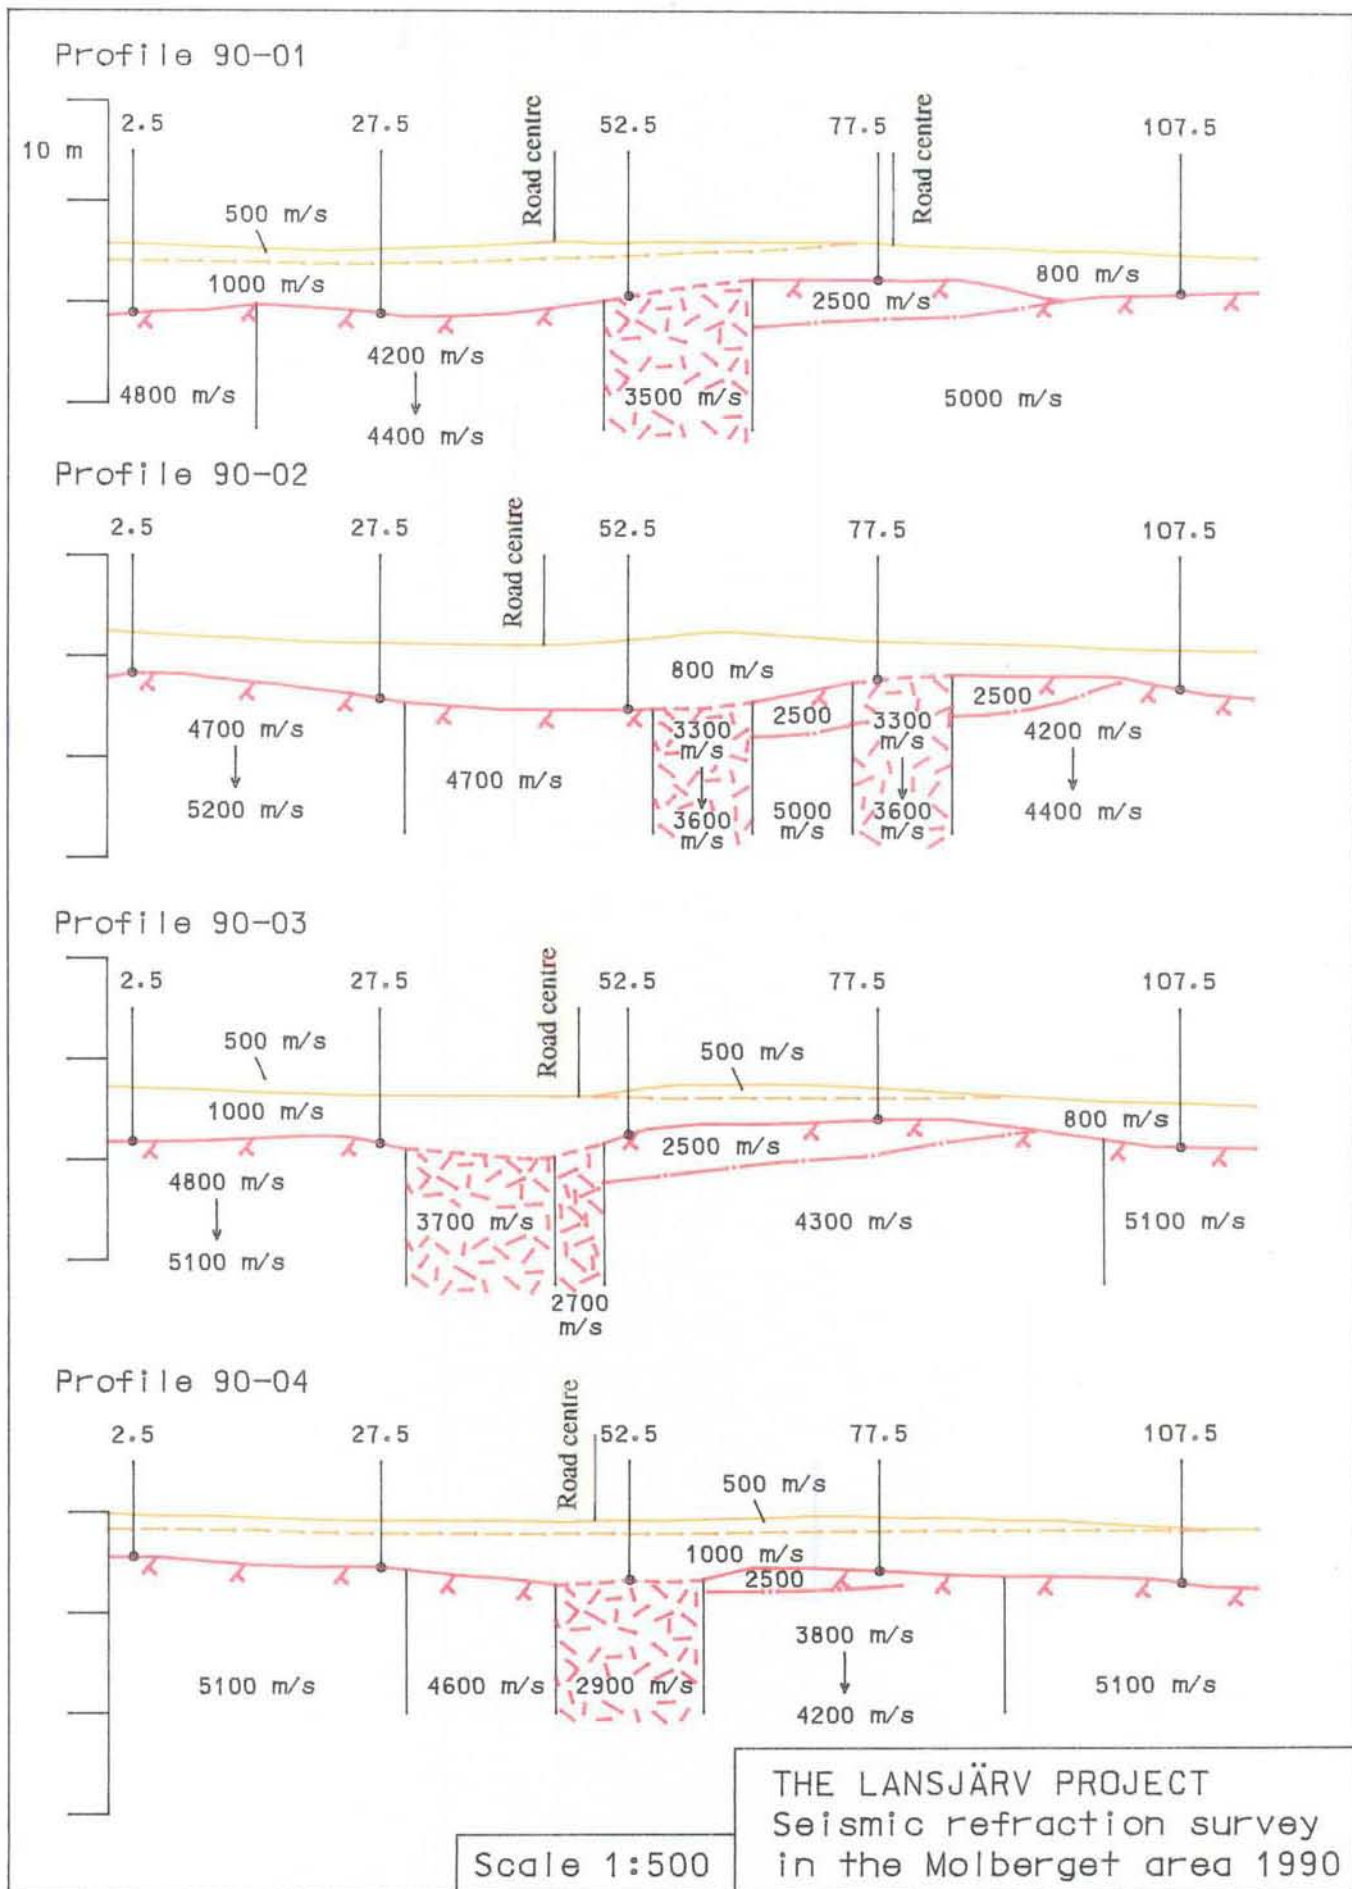 Profile 90-01
2.5 27.5 Road centre 52.5 77.5 Road centre 107.5
10 m
500 m/s
1000 m/s 2500 m/s 800 m/s
4200 m/s
4800 m/s 3500 m/s 5000 m/s
4400 m/s
Profile 90-02
2.5 27.5 Road centre 52.5 77.5 107.5
800 m/s
2500 2500
4700 m/s 3300 m/s 3300 m/s 4200 m/s
4700 m/s
5200 m/s 3600 m/s 5000 m/s 3600 m/s 4400 m/s
Profile 90-03
2.5 27.5 Road centre 52.5 77.5 107.5
500 m/s 500 m/s
1000 m/s 800 m/s
2500 m/s
4800 m/s
3700 m/s 4300 m/s 5100 m/s
5100 m/s
2700
m/s
Profile 90-04
2.5 27.5 Road centre 52.5 77.5 107.5
500 m/s
1000 m/s
2500
3800 m/s
5100 m/s 4600 m/s 2900 m/s 5100 m/s
4200 m/s
THE LANSJÄRV PROJECT
Seismic refraction survey
Scale 1:500 in the Molberget area 1990